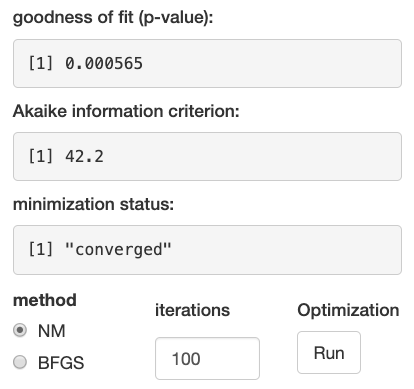 goodness of fit (p-value):
[1] 0.000565
Akaike information criterion:
[1] 42.2
minimization status:
[1] "converged"
method
iterations
Optimization
NM
BFGS
100
Run